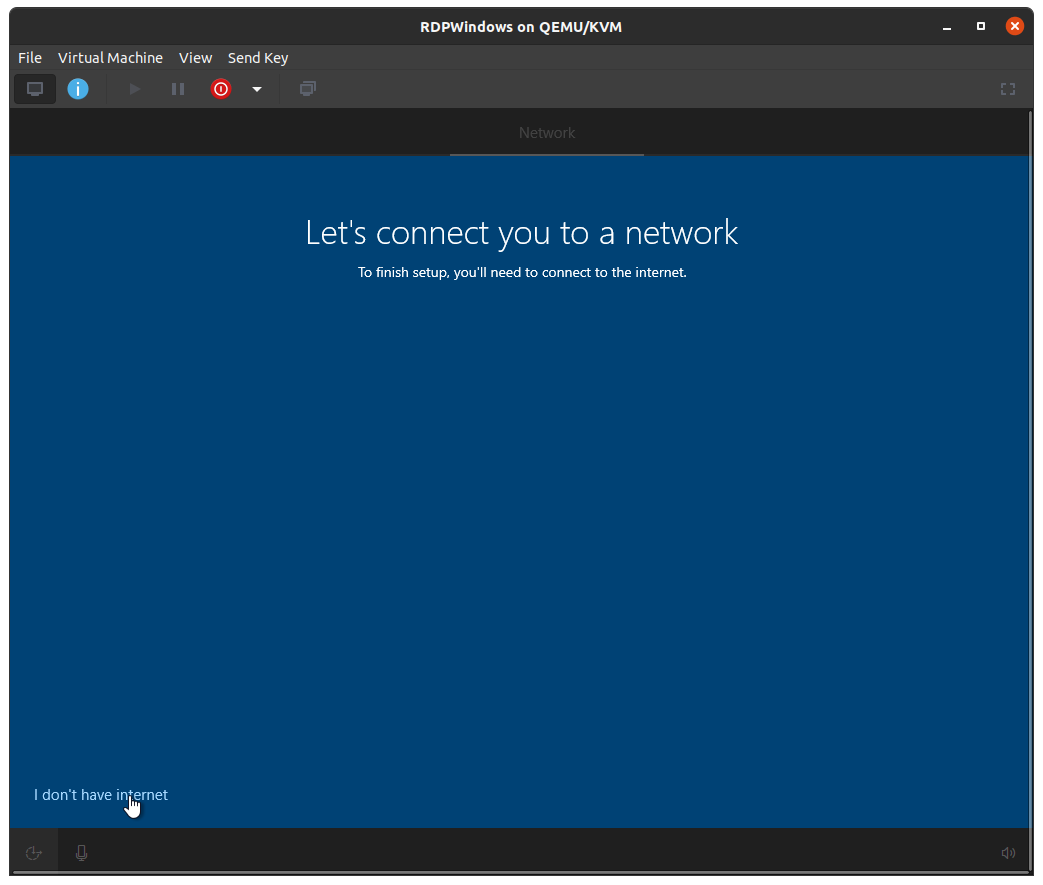 RDPWindows on QEMU/KVM
File Virtual Machine View Send Key
Network
Let's connect you to a network
To finish setup, you'll need to connect to the internet.
I don't have internet